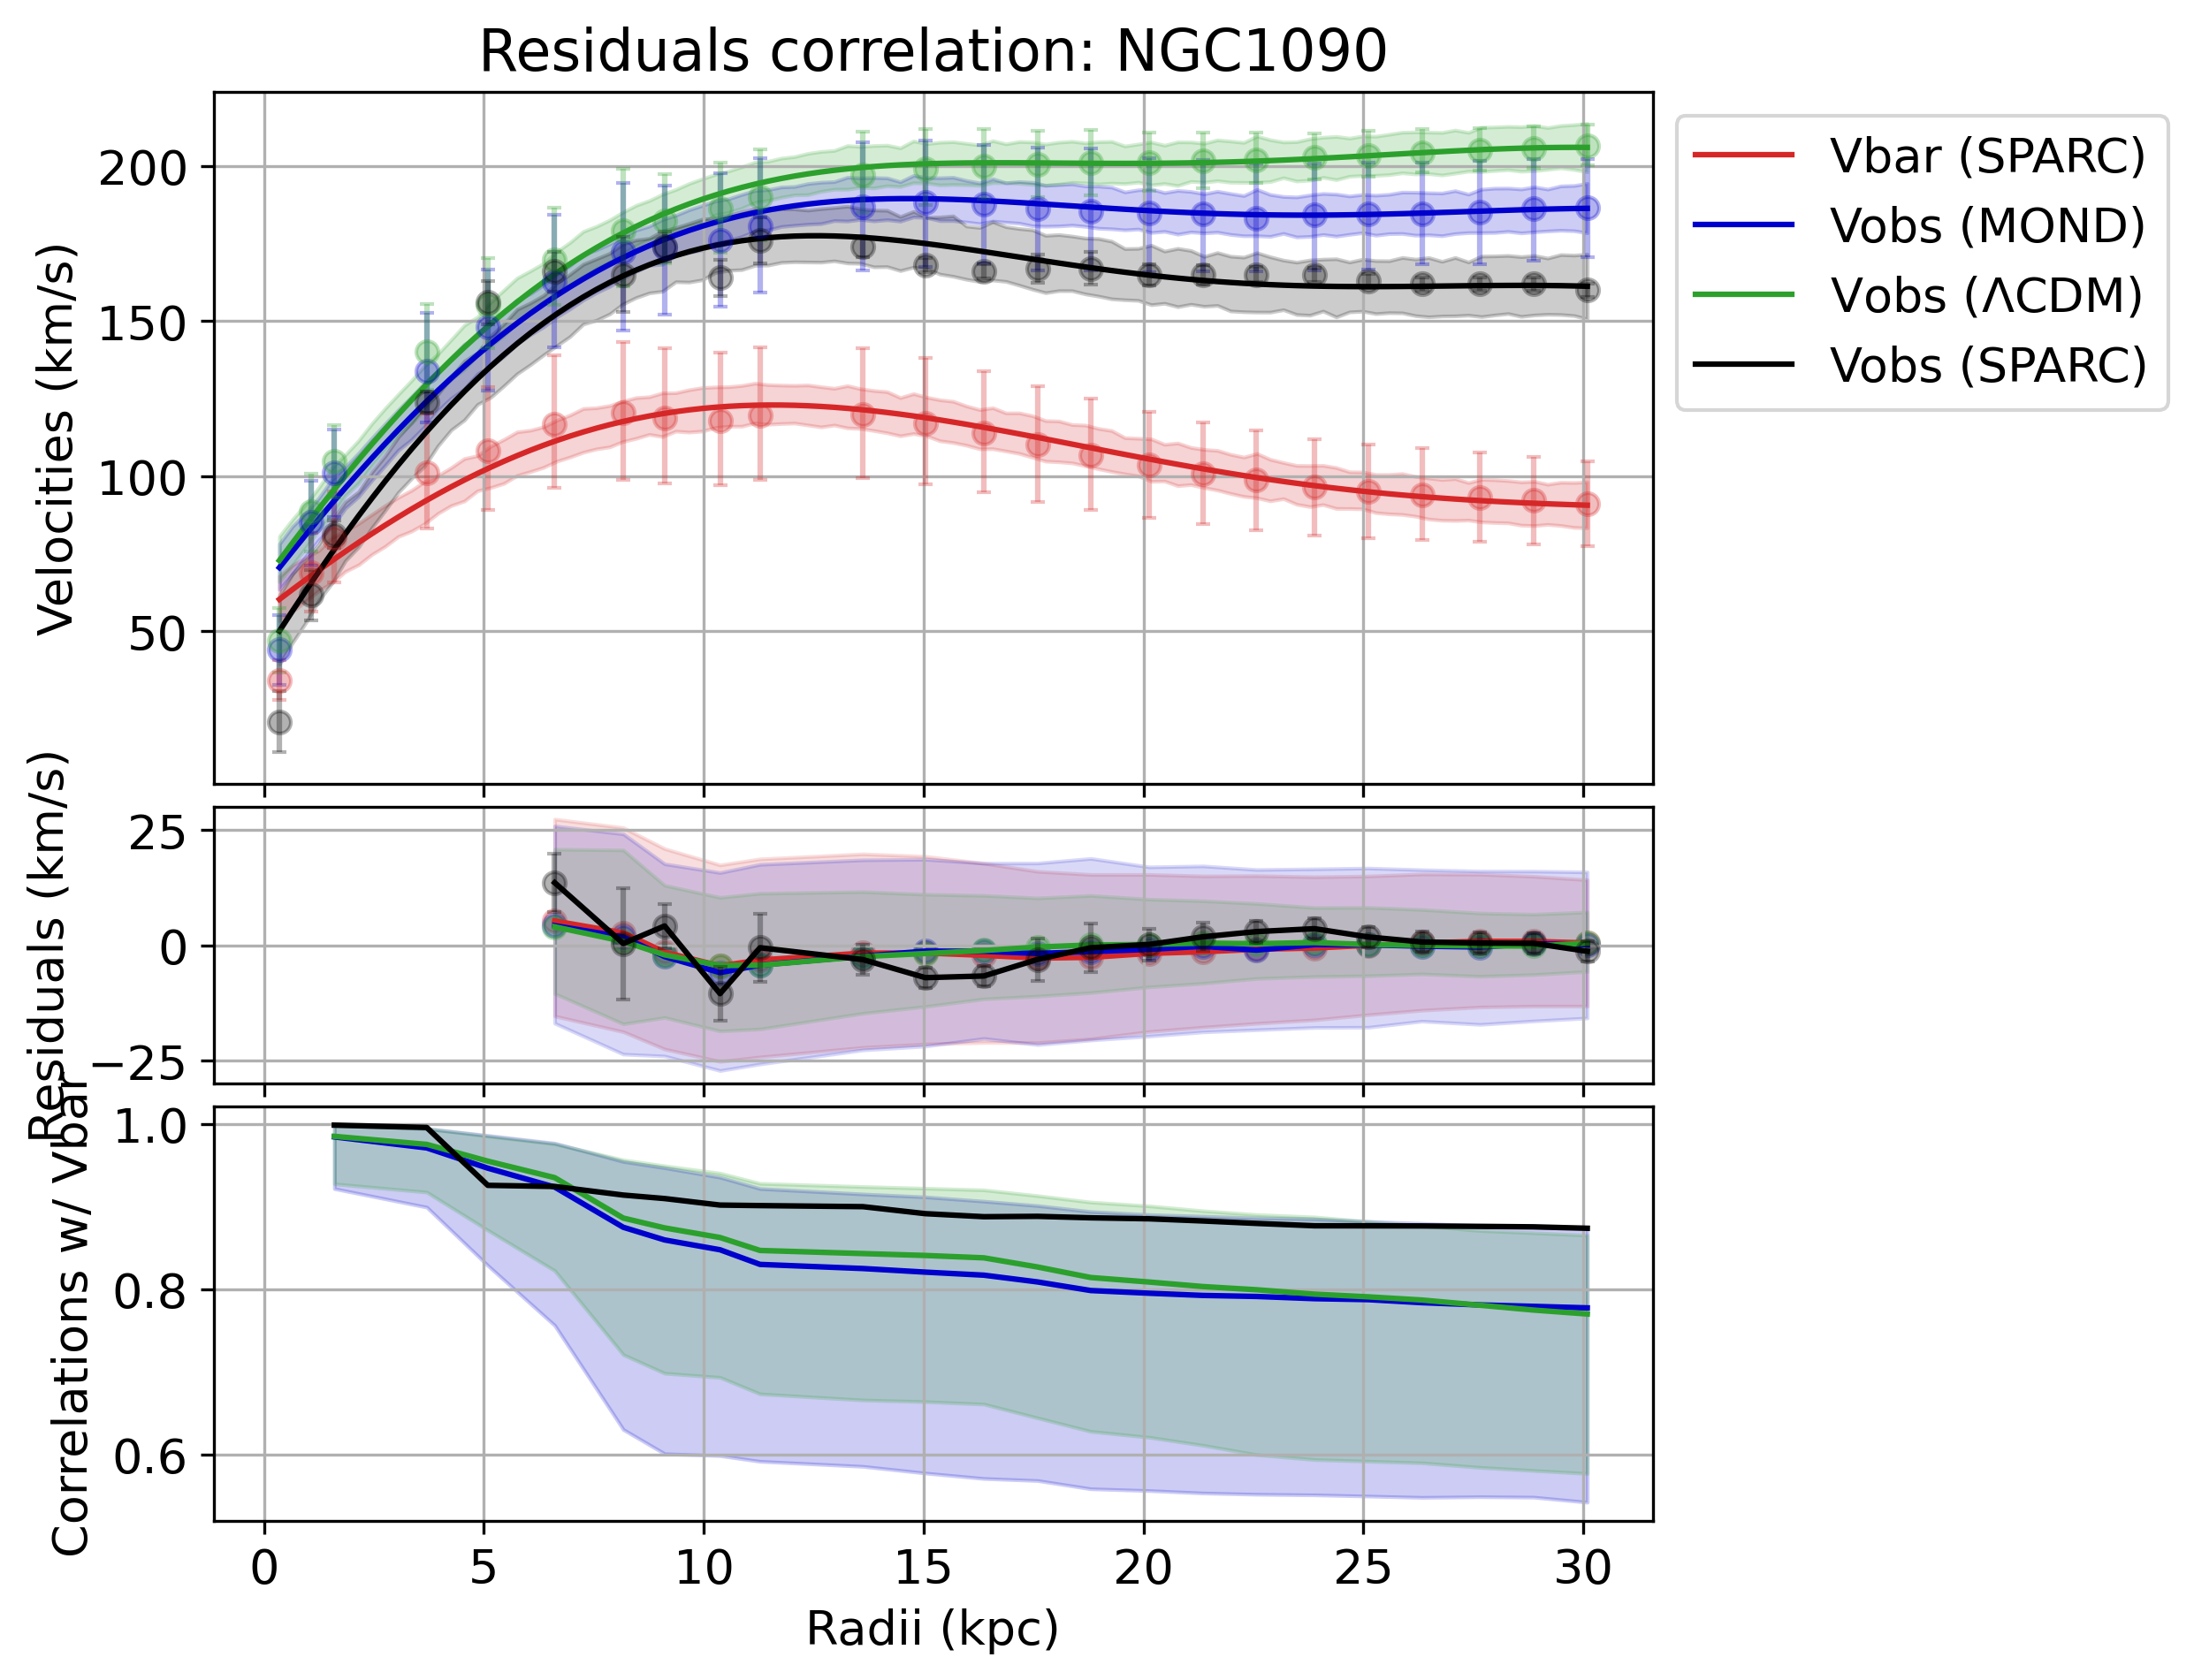 Residuals correlation: NGC1090
Velocities (km/s)
200
150
100
50
Vbar (SPARC)
Vobs (MOND)
Vobs (ΛCDM)
Vobs (SPARC)
Residuals (km/s)
25
0
−25
Correlations w/ Vbar
1.0
0.8
0.6
0 5 10 15 20 25 30
Radii (kpc)